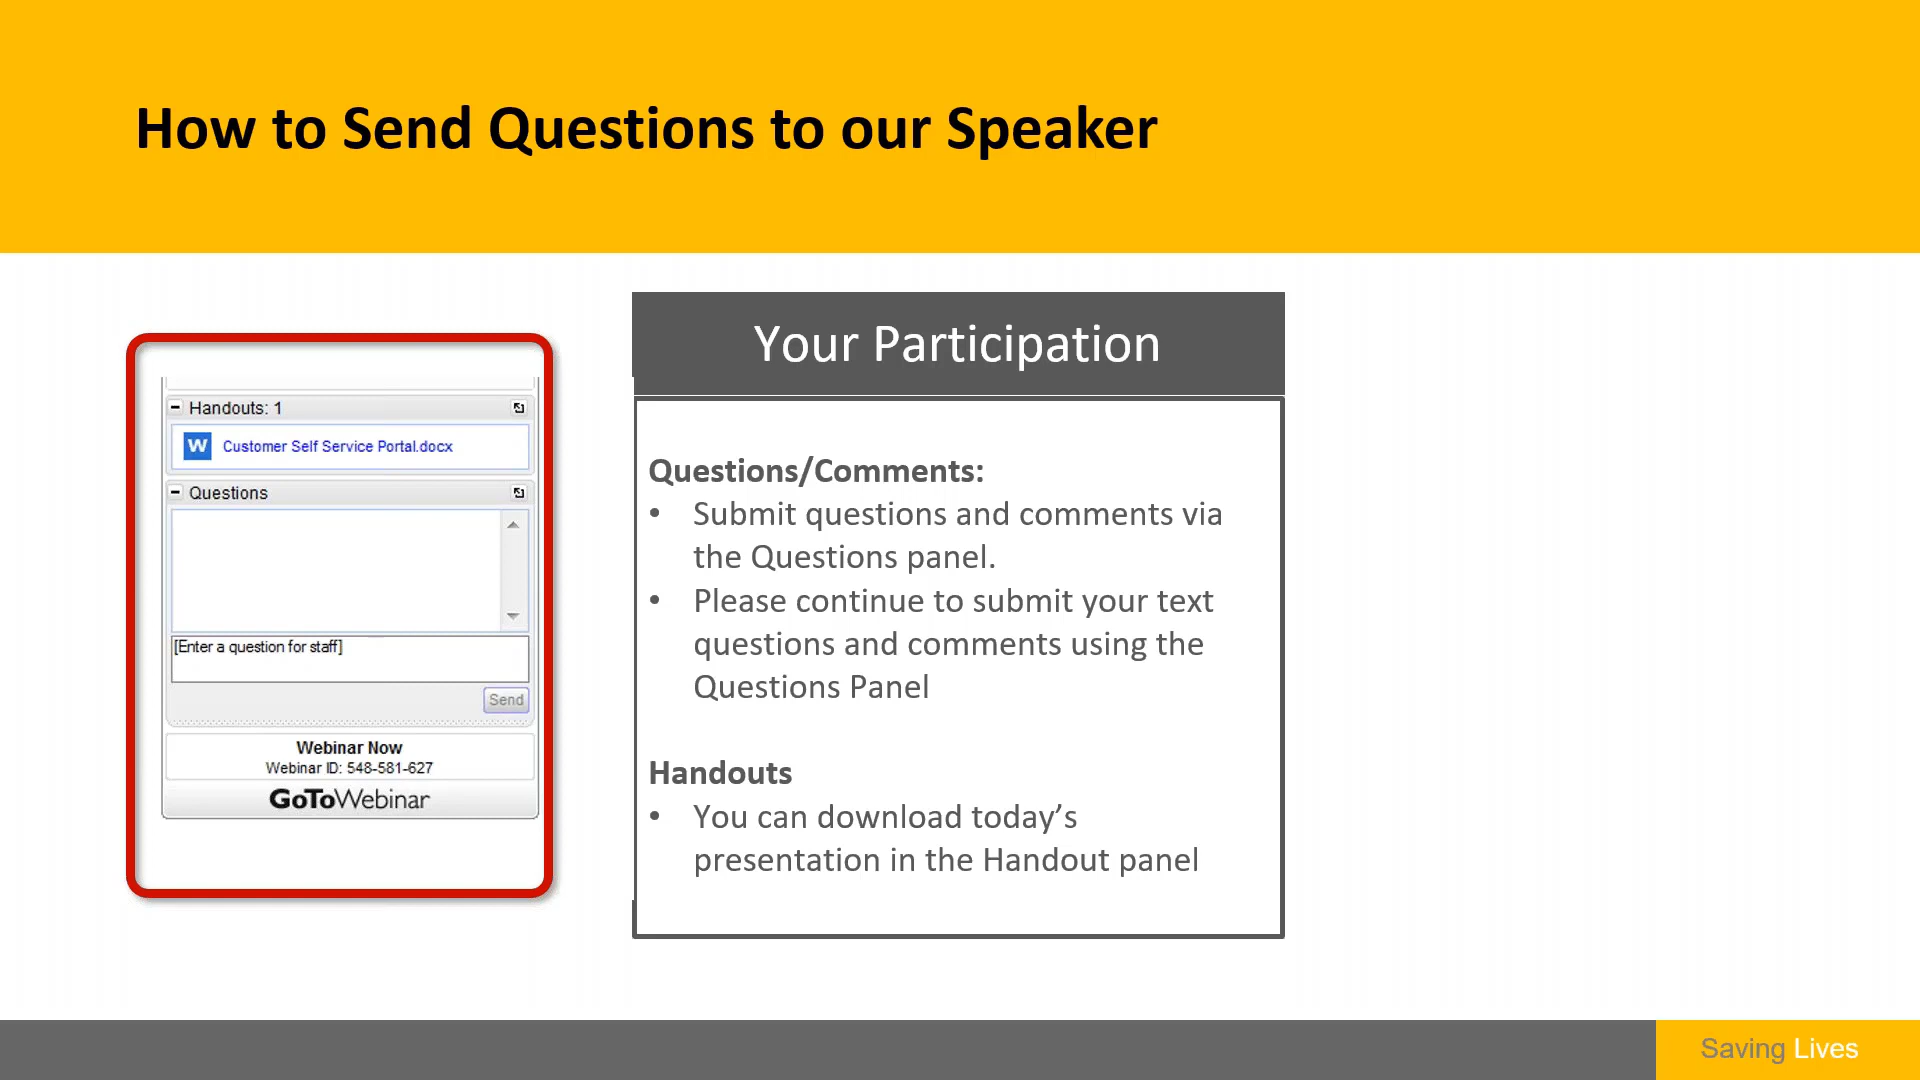 How to Send Questions to our Speaker
Handouts: 1
W Customer Self Service Portal.docx
Questions
[Enter a question for staff]
Send
Webinar Now
Webinar ID: 548-581-627
GoToWebinar
Your Participation
Questions/Comments:
• Submit questions and comments via
the Questions panel.
• Please continue to submit your text
questions and comments using the
Questions Panel
Handouts
• You can download today’s
presentation in the Handout panel
Saving Lives